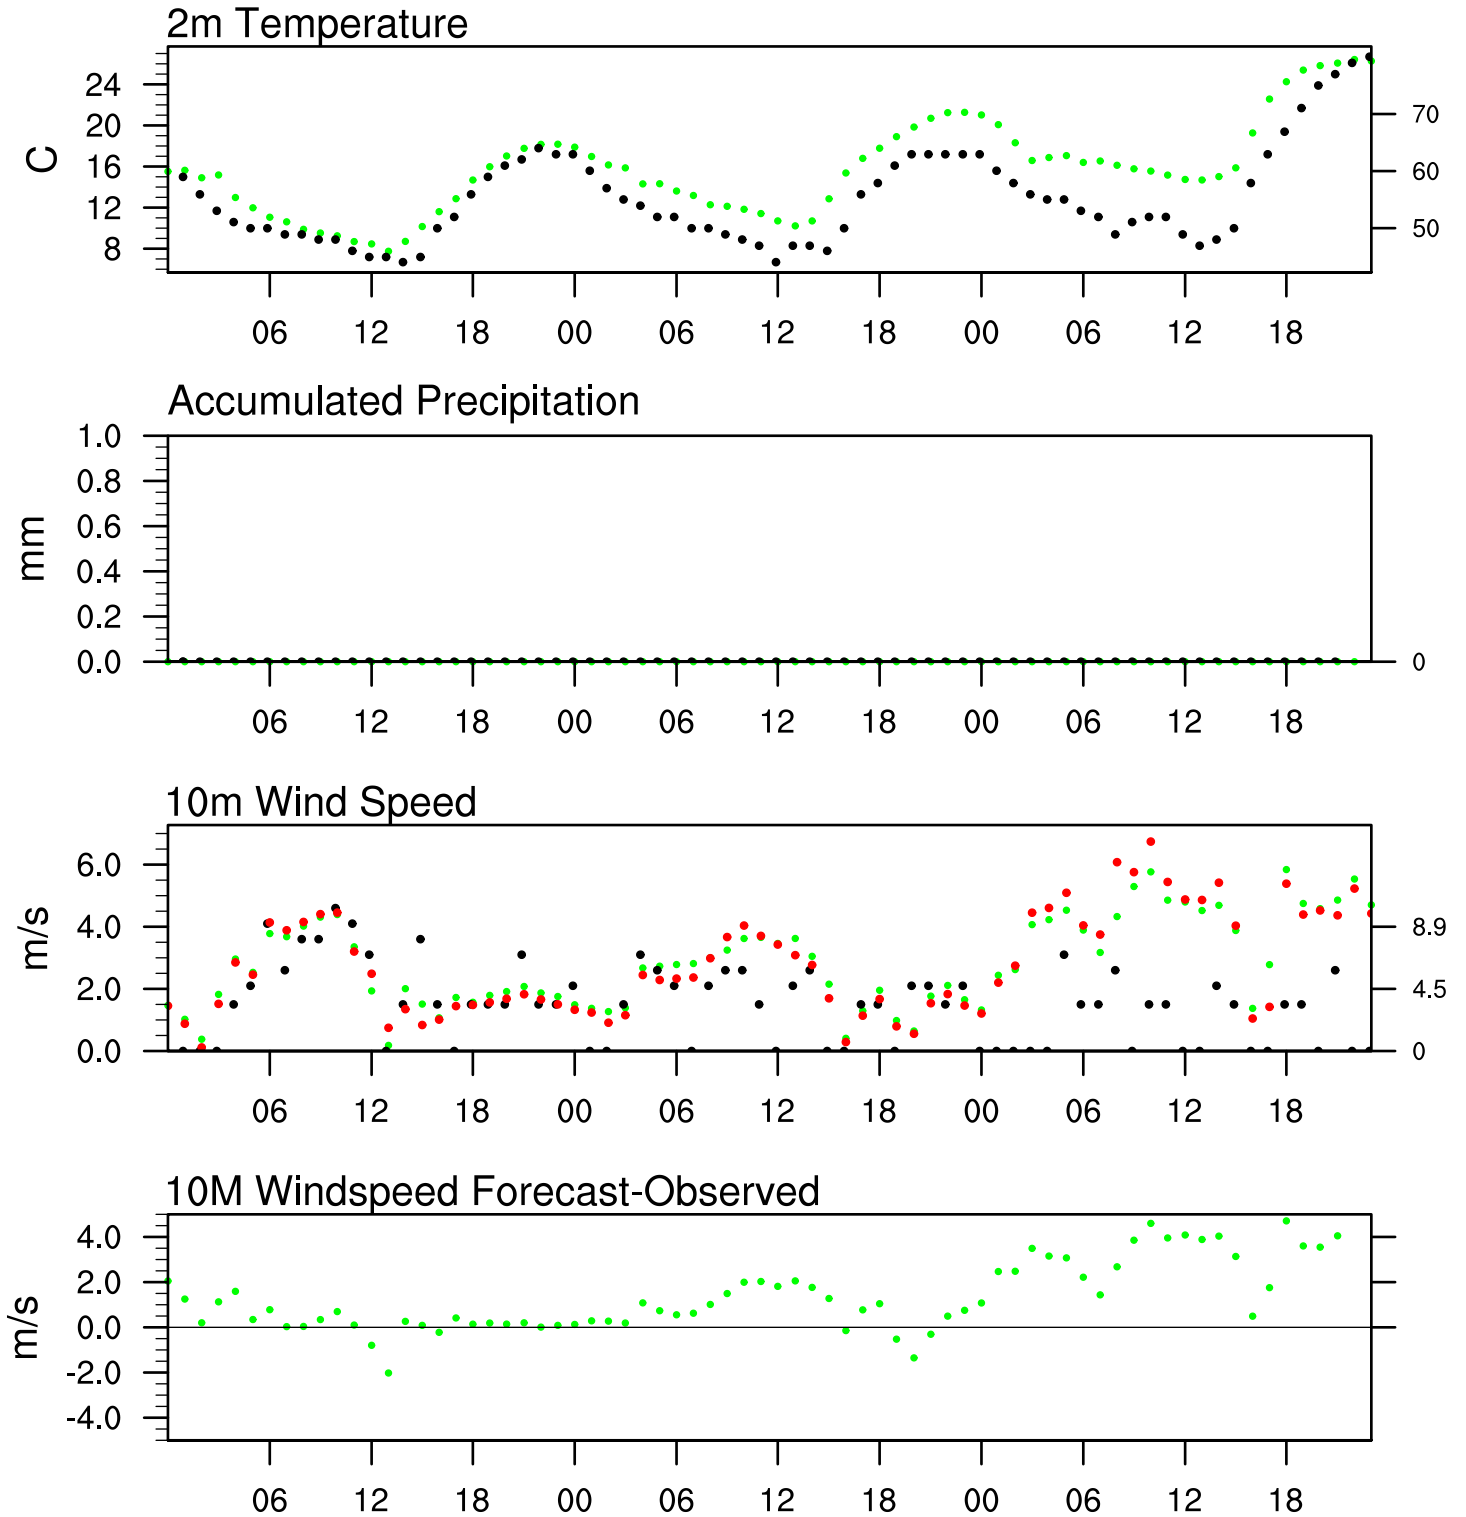 2m Temperature
24
20
16
12
8
C
70
60
50
06 12 18 00 06 12 18 00 06 12 18
Accumulated Precipitation
1.0
0.8
0.6
0.4
0.2
0.0
mm
0
06 12 18 00 06 12 18 00 06 12 18
10m Wind Speed
6.0
4.0
2.0
0.0
m/s
8.9
4.5
0
06 12 18 00 06 12 18 00 06 12 18
10M Windspeed Forecast-Observed
4.0
2.0
0.0
-2.0
-4.0
m/s
06 12 18 00 06 12 18 00 06 12 18